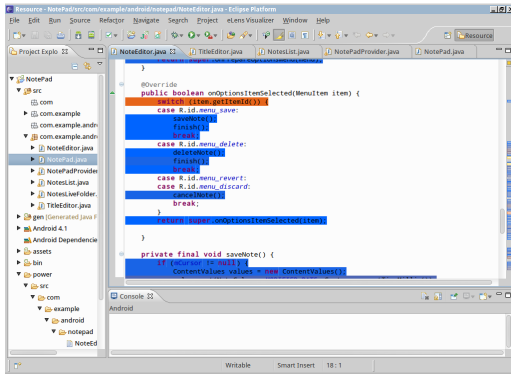 Resource - NotePad/src/com/example/android/notepad/NoteEditor.java - Eclipse Platform
File Edit Run Source Refactor Navigate Search Project eLens Visualizer Window Help
Resource
Project Explo
NoteEditor.java TitleEditor.java NotesList.java NotePadProvider.java NotePad.java
NotePad
src
com
com.example
com.example.andr
com.example.andr
NoteEditor.java
NotePad.java
NotePadProvider
NotesList.java
NotesLiveFolder.
TitleEditor.java
gen [Generated Java F
Android 4.1
Android Dependencie
assets
bin
power
src
com
example
android
notepad
NoteEd
}
@Override
public boolean onOptionsItemSelected(MenuItem item) {
switch (item.getItemId()) {
case R.id.menu_save:
saveNote();
finish();
break;
case R.id.menu_delete:
deleteNote();
finish();
break;
case R.id.menu_revert:
case R.id.menu_discard:
cancelNote();
break;
}
return super.onOptionsItemSelected(item);
}
private final void saveNote() {
if (mCursor != null) {
ContentValues values = new ContentValues();
Console
Android
Writable Smart Insert 18 : 1